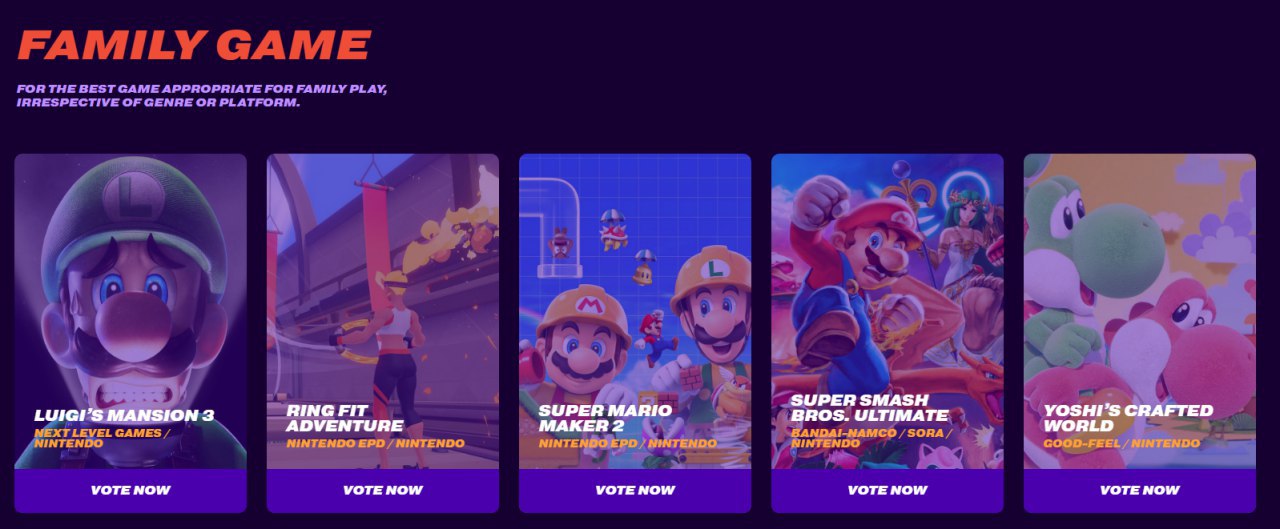 FAMILY GAME
FOR THE BEST GAME APPROPRIATE FOR FAMILY PLAY,
IRRESPECTIVE OF GENRE OR PLATFORM.
L
LUIGI'S MANSION 3
NEXT LEVEL GAMES /
NINTENDO
VOTE NOW
RING FIT
ADVENTURE
NINTENDO EPD / NINTENDO
VOTE NOW
M
L
SUPER MARIO
MAKER 2
NINTENDO EPD / NINTENDO
VOTE NOW
M
SUPER SMASH
BROS. ULTIMATE
BANDAI-NAMCO / SORA /
NINTENDO
VOTE NOW
YOSHI'S CRAFTED
WORLD
GOOD-FEEL / NINTENDO
VOTE NOW